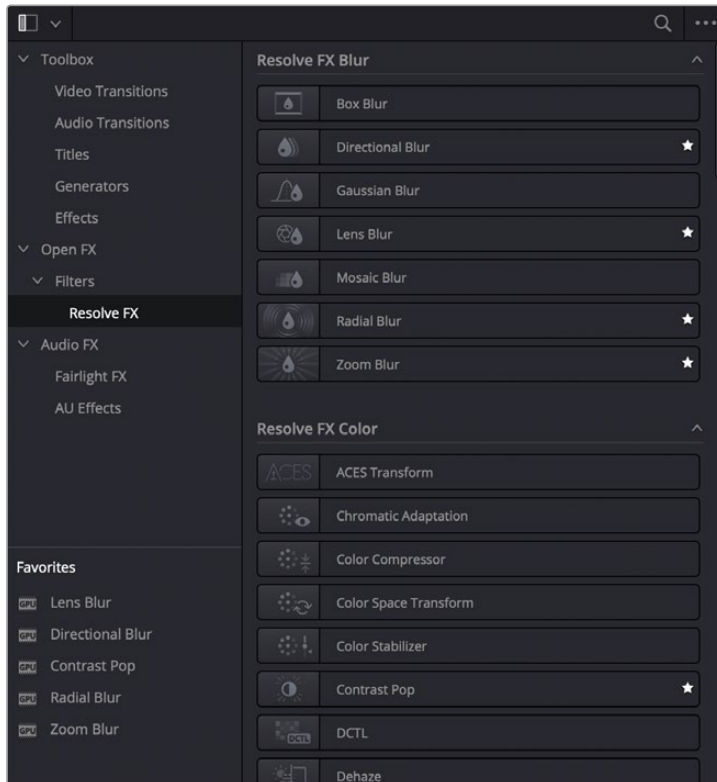 Toolbox
Video Transitions
Audio Transitions
Titles
Generators
Effects
Open FX
Filters
Resolve FX
Audio FX
Fairlight FX
AU Effects
Favorites
GPU Lens Blur
GPU Directional Blur
GPU Contrast Pop
GPU Radial Blur
GPU Zoom Blur
Resolve FX Blur
Box Blur
Directional Blur
Gaussian Blur
Lens Blur
Mosaic Blur
Radial Blur
Zoom Blur
Resolve FX Color
ACES ACES Transform
Chromatic Adaptation
Color Compressor
Color Space Transform
Color Stabilizer
Contrast Pop
DCTL DCTL
Dehaze